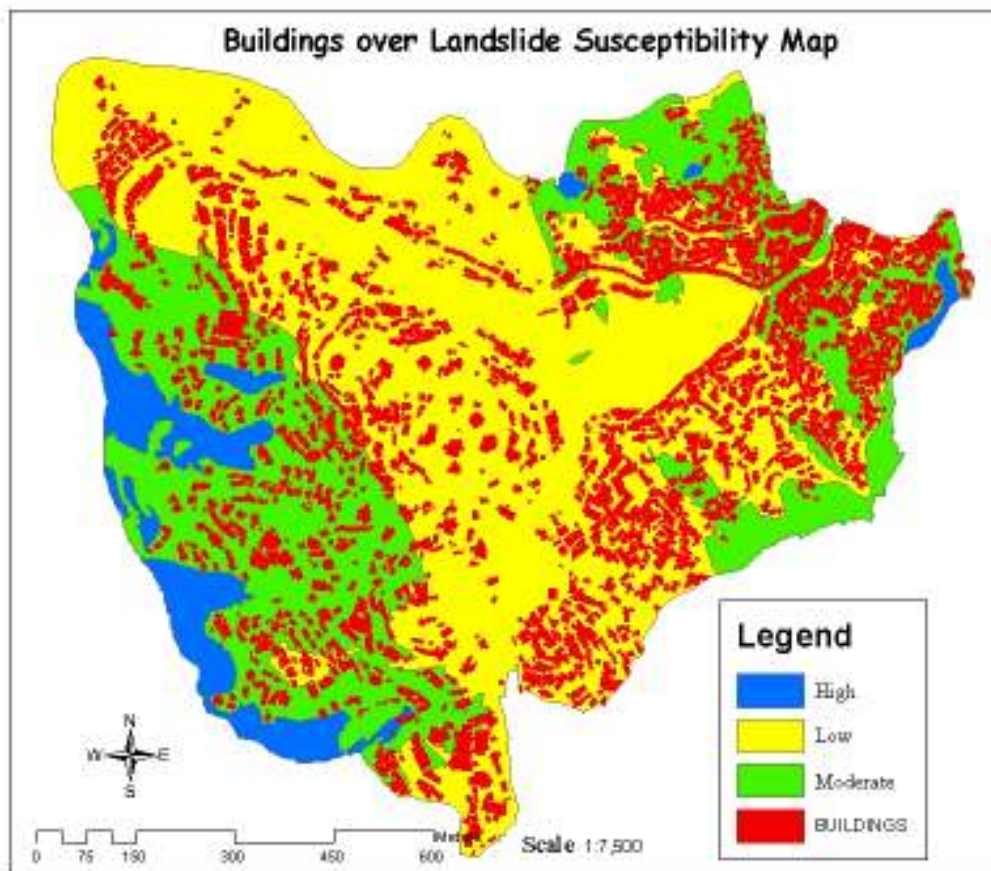 Buildings over Landslide Susceptibility Map
Legend
High
Low
Moderate
BUILDINGS
N
W E
S
0 75 150 300 450 600
Scale 1:7,500